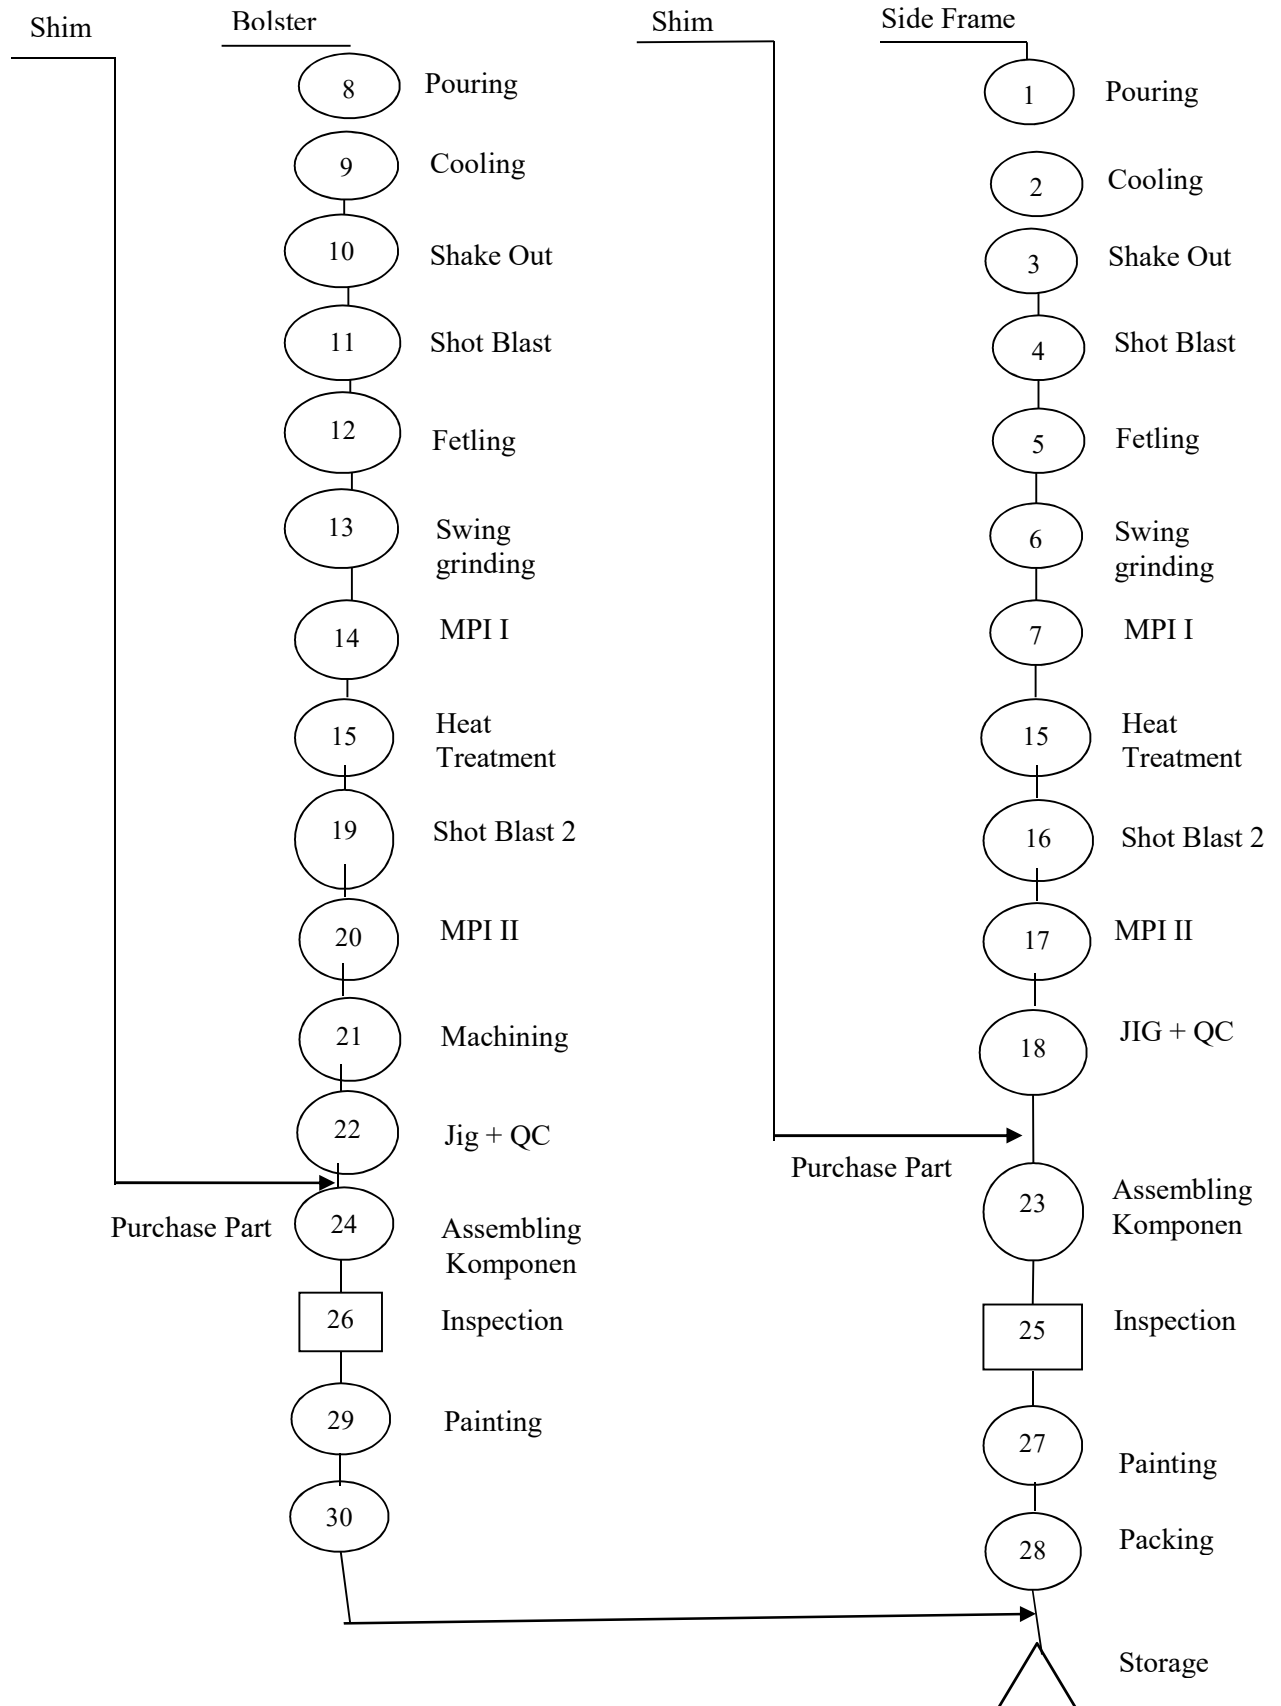 Shim
Bolster
Shim
Side Frame
8
Pouring
1
Pouring
9
Cooling
2
Cooling
10
Shake Out
3
Shake Out
11
Shot Blast
4
Shot Blast
12
Fetling
5
Fetling
13
Swing
grinding
6
Swing
grinding
14
MPI I
7
MPI I
15
Heat
Treatment
15
Heat
Treatment
19
Shot Blast 2
16
Shot Blast 2
20
MPI II
17
MPI II
21
Machining
18
JIG + QC
22
Jig + QC
Purchase Part
Purchase Part
24
Assembling
Komponen
23
Assembling
Komponen
26
Inspection
25
Inspection
29
Painting
27
Painting
30
28
Packing
Storage